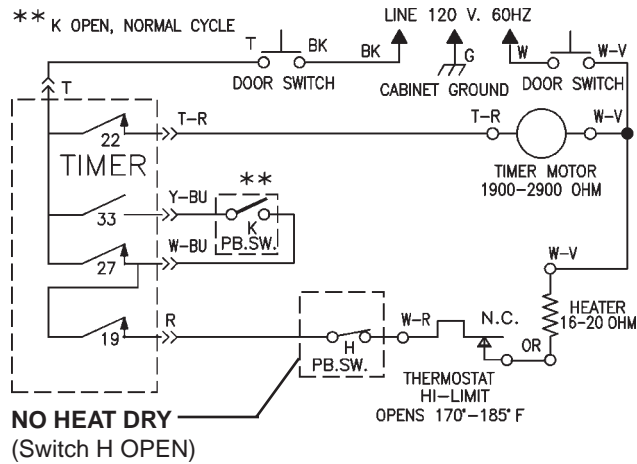 ** K OPEN, NORMAL CYCLE
LINE 120 V. 60HZ
T
BK
BK
G
W
W-V
DOOR SWITCH
CABINET GROUND
DOOR SWITCH
T
T-R
T-R
W-V
22
TIMER
TIMER MOTOR
1900-2900 OHM
**
Y-BU
33
K
W-BU
PB.SW.
27
W-V
R
W-R
N.C.
HEATER
16-20 OHM
19
H
OR
PB.SW.
THERMOSTAT
HI-LIMIT
OPENS 170°-185°F
NO HEAT DRY
(Switch H OPEN)